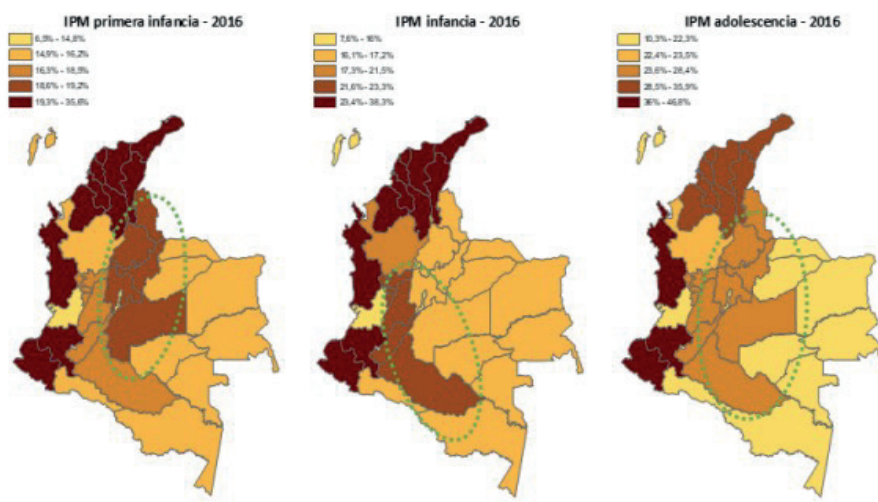 IPM primera infancia - 2016
6,5% - 14,8%
14,9% - 16,2%
16,3% - 18,5%
18,6% - 19,2%
19,3% - 35,6%
IPM infancia - 2016
7,6% - 16%
16,1% - 17,2%
17,3% - 21,5%
21,6% - 23,3%
23,4% - 38,3%
IPM adolescencia - 2016
10,3% - 22,3%
22,4% - 23,5%
23,6% - 28,4%
28,5% - 35,9%
36% - 46,8%